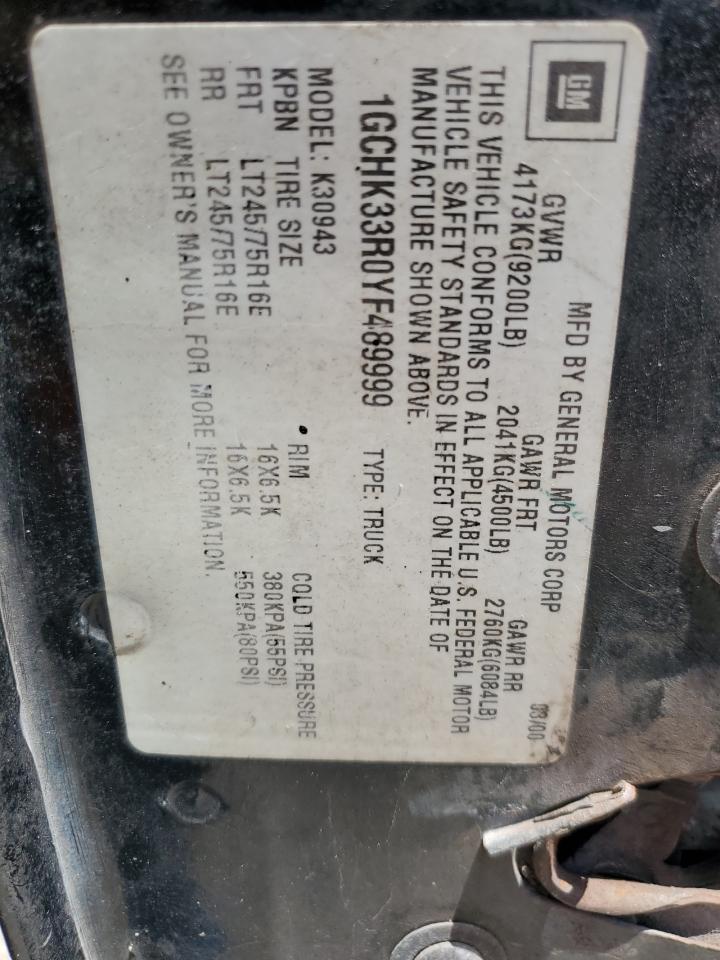 GM
MFD BY GENERAL MOTORS CORP 03/00
GVWR GAWR FRT GAWR RR
4173KG(9200LB) 2041KG(4500LB) 2760KG(6084LB)
THIS VEHICLE CONFORMS TO ALL APPLICABLE U.S. FEDERAL MOTOR
VEHICLE SAFETY STANDARDS IN EFFECT ON THE DATE OF
MANUFACTURE SHOWN ABOVE.
1GCHK33R0YF489999 TYPE: TRUCK
MODEL: K30943
KPBN TIRE SIZE RIM COLD TIRE PRESSURE
FRT LT245/75R16E 16X6.5K 380KPA(55PSI)
RR LT245/75R16E 16X6.5K 550KPA(80PSI)
SEE OWNER'S MANUAL FOR MORE INFORMATION.